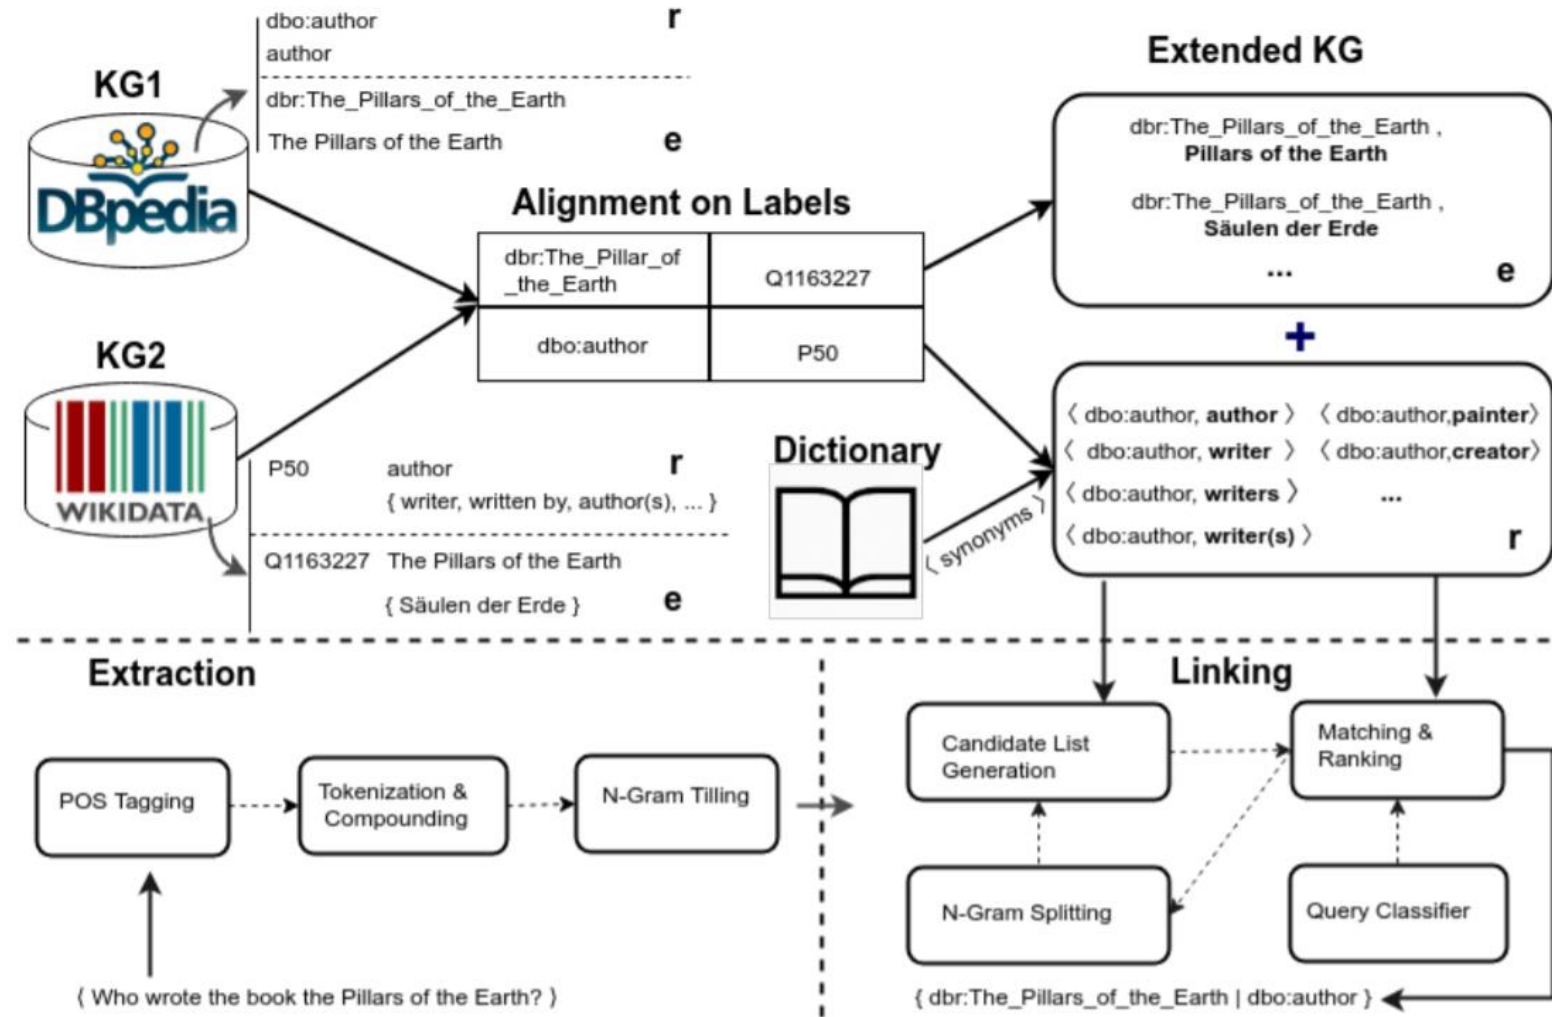 dbo:author r
author
dbr:The_Pillars_of_the_Earth
The Pillars of the Earth e
KG1
DBpedia
Extended KG
dbr:The_Pillars_of_the_Earth ,
Pillars of the Earth
dbr:The_Pillars_of_the_Earth ,
Säulen der Erde
... e
+
Alignment on Labels
dbr:The_Pillar_of
_the_Earth
Q1163227
dbo:author
P50
KG2
WIKIDATA
P50 author r
{ writer, written by, author(s), ... }
Q1163227 The Pillars of the Earth
{ Säulen der Erde } e
Dictionary
〈 synonyms 〉
〈 dbo:author, author 〉 〈 dbo:author,painter〉
〈 dbo:author, writer 〉 〈 dbo:author,creator〉
〈 dbo:author, writers 〉 ...
〈 dbo:author, writer(s) 〉 r
Extraction
POS Tagging
Tokenization &
Compounding
N-Gram Tilling
〈 Who wrote the book the Pillars of the Earth? 〉
Linking
Candidate List
Generation
Matching &
Ranking
N-Gram Splitting
Query Classifier
{ dbr:The_Pillars_of_the_Earth | dbo:author }